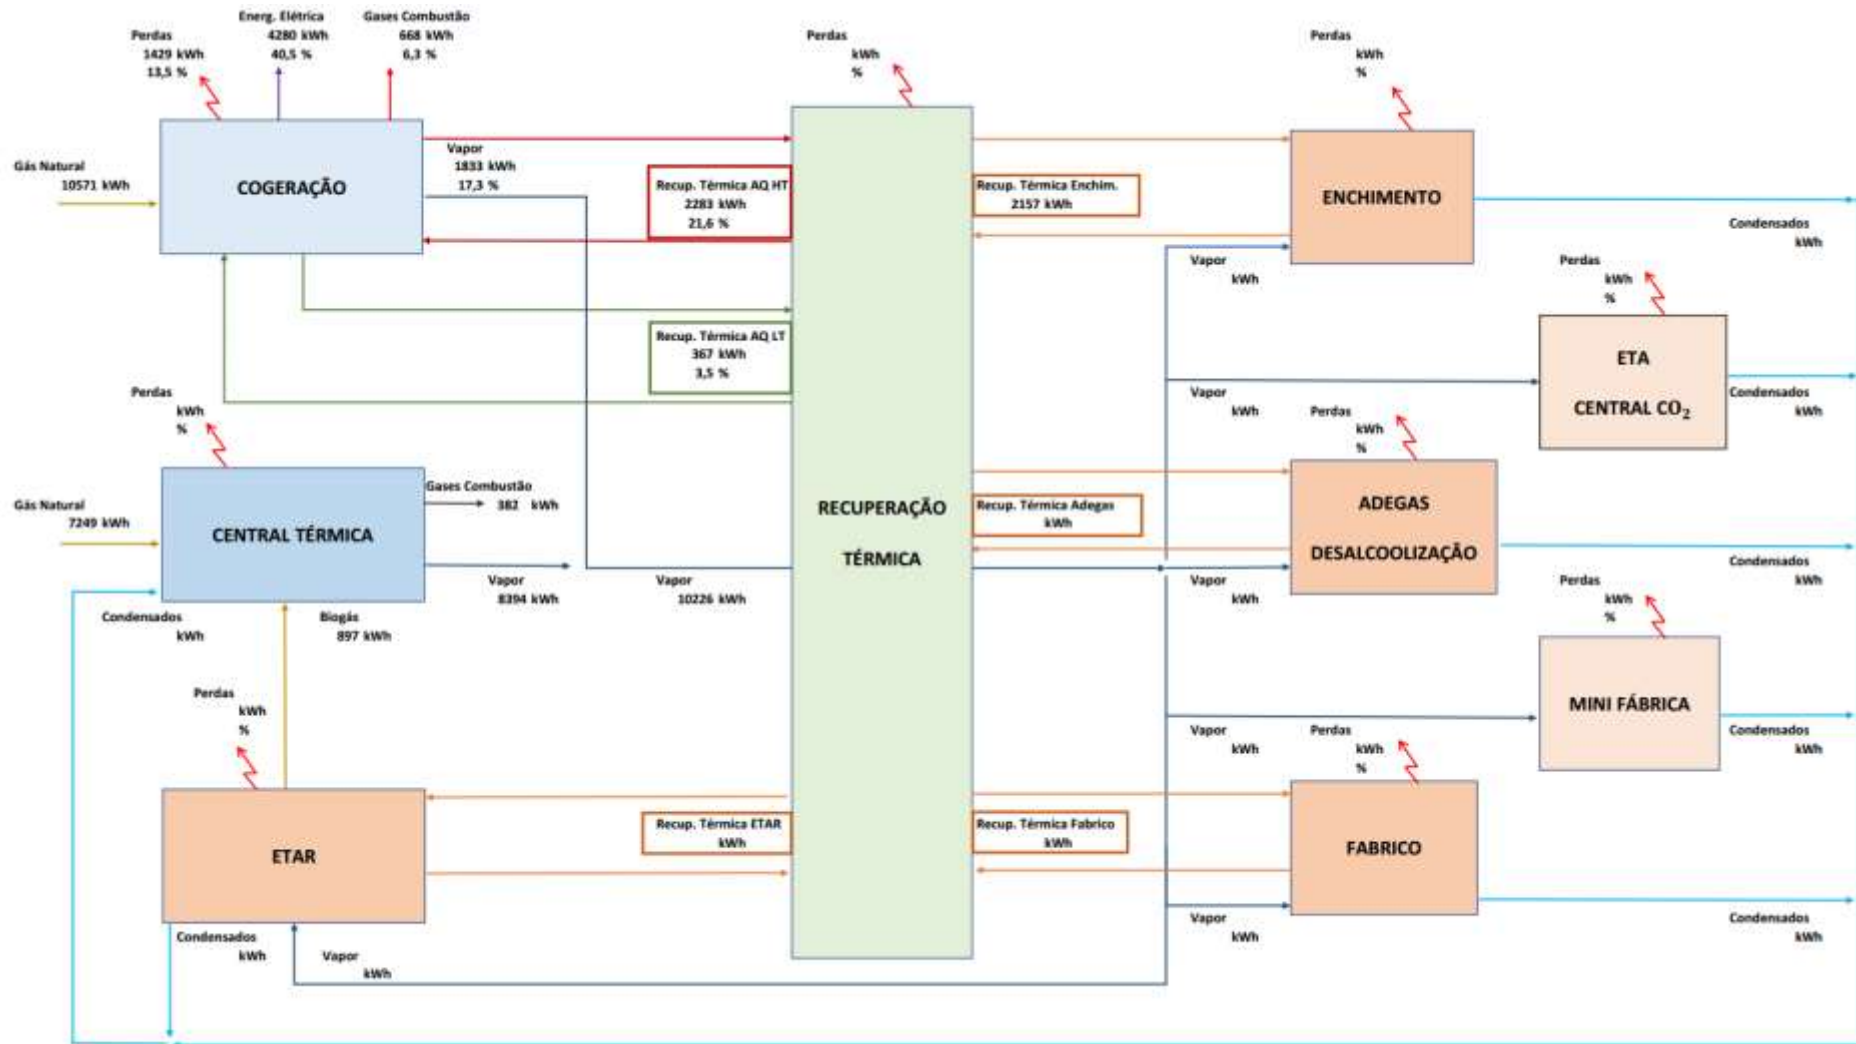 Energ. Elétrica
4280 kWh
40,5 %
Gases Combustão
668 kWh
6,3 %
Perdas
1429 kWh
13,5 %
Perdas
kWh
%
Perdas
kWh
%
Gás Natural
10571 kWh
COGERAÇÃO
Vapor
1833 kWh
17,3 %
Recup. Térmica AQ HT
2283 kWh
21,6 %
Recup. Térmica Enchim.
2157 kWh
ENCHIMENTO
Condensados
kWh
Vapor
kWh
Perdas
kWh
%
Recup. Térmica AQ LT
367 kWh
3,5 %
ETA
CENTRAL CO₂
Vapor
kWh
Condensados
kWh
Perdas
kWh
%
Perdas
kWh
%
Gás Natural
7249 kWh
CENTRAL TÉRMICA
Gases Combustão
382 kWh
Vapor
8394 kWh
Vapor
10226 kWh
RECUPERAÇÃO
TÉRMICA
Recup. Térmica Adegas
kWh
ADEGAS
DESALCOOLIZAÇÃO
Vapor
kWh
Condensados
kWh
Condensados
kWh
Biogás
897 kWh
Perdas
kWh
%
MINI FÁBRICA
Perdas
kWh
%
Vapor
kWh
Perdas
kWh
%
Condensados
kWh
ETAR
Recup. Térmica ETAR
kWh
Recup. Térmica Fabrico
kWh
FABRICO
Condensados
kWh
Vapor
kWh
Vapor
kWh
Condensados
kWh